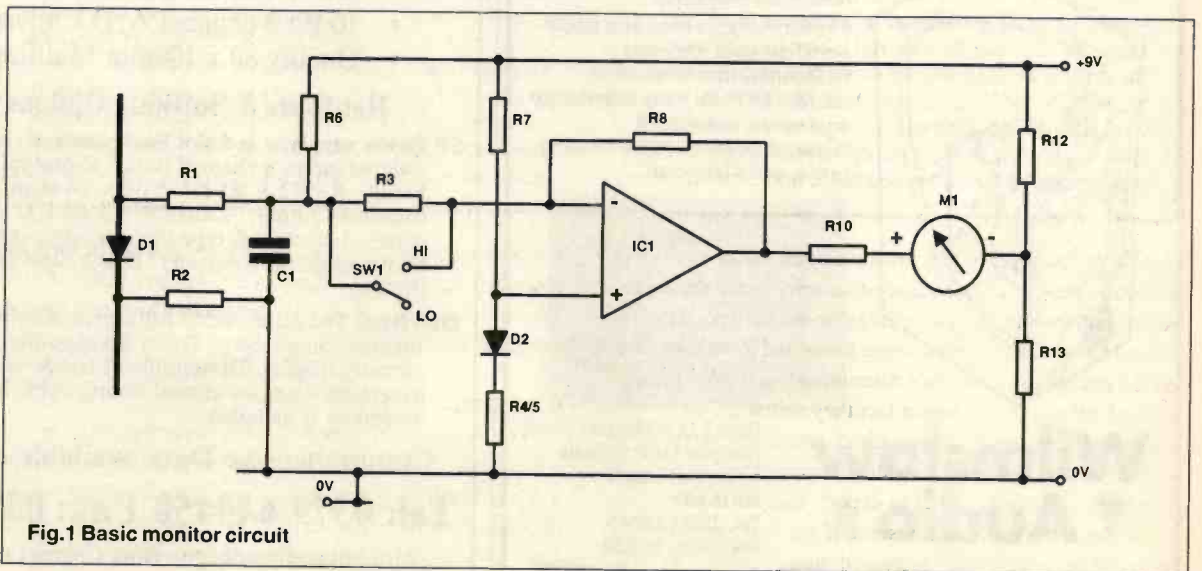 +9V
R6
R7
R8
R12
R1
R3
M1
IC1
-
+
R10
+
-
D1
C1
SW1
HI
LO
R2
D2
R13
R4/5
0V
0V
Fig.1 Basic monitor circuit